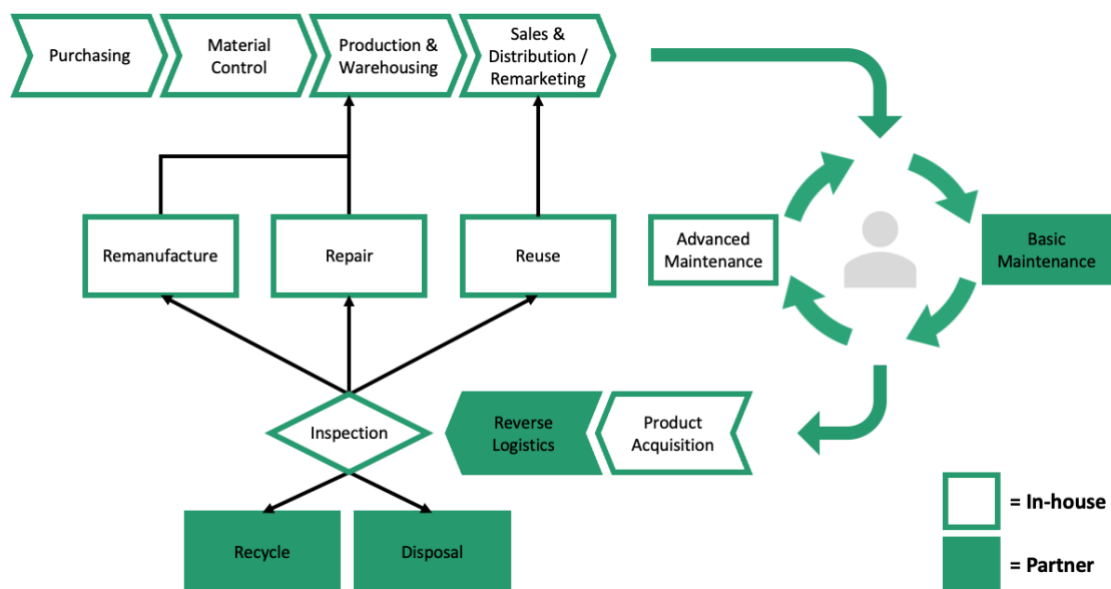 Purchasing
Material
Control
Production &
Warehousing
Sales &
Distribution /
Remarketing
Remanufacture
Repair
Reuse
Advanced
Maintenance
Basic
Maintenance
Inspection
Reverse
Logistics
Product
Acquisition
Recycle
Disposal
= In-house
= Partner